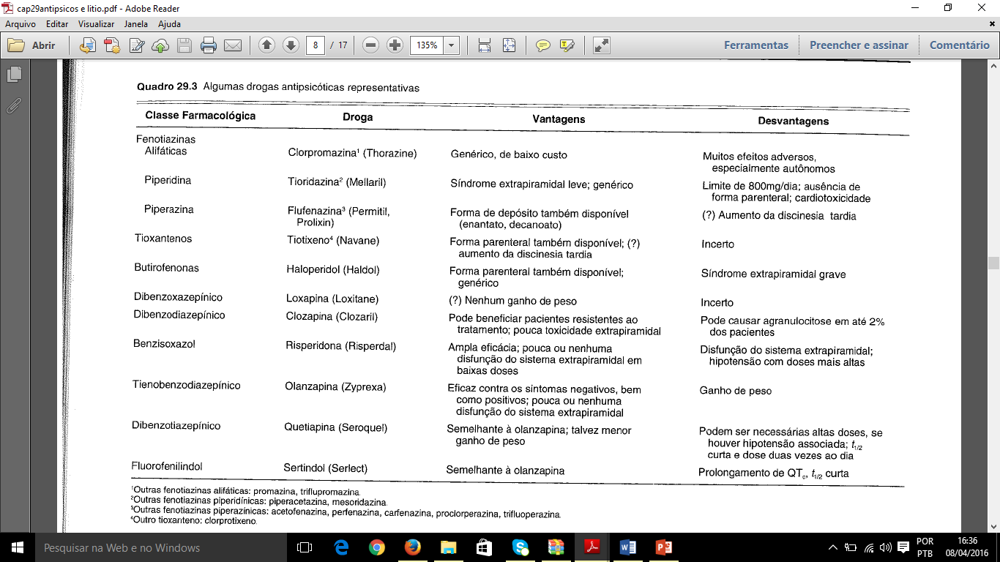 cap29antipsicos e litio.pdf - Adobe Reader
Arquivo Editar Visualizar Janela Ajuda
Abrir 8 / 17 135% Ferramentas Preencher e assinar Comentário
Quadro 29.3 Algumas drogas antipsicóticas representativas
Classe Farmacológica Droga Vantagens Desvantagens
Fenotiazinas
Alifáticas Clorpromazina¹ (Thorazine) Genérico, de baixo custo Muitos efeitos adversos,
especialmente autônomos
Piperidina Tioridazina² (Mellaril) Síndrome extrapiramidal leve; genérico Limite de 800mg/dia; ausência de
forma parenteral; cardiotoxicidade
Piperazina Flufenazina³ (Permitil, Forma de depósito também disponível (?) Aumento da discinesia tardia
Prolixin) (enantato, decanoato)
Tioxantenos Tiotixeno⁴ (Navane) Forma parenteral também disponível; (?) Incerto
aumento da discinesia tardia
Butirofenonas Haloperidol (Haldol) Forma parenteral também disponível; Síndrome extrapiramidal grave
genérico
Dibenzoxazepínico Loxapina (Loxitane) (?) Nenhum ganho de peso Incerto
Dibenzodiazepínico Clozapina (Clozaril) Pode beneficiar pacientes resistentes ao Pode causar agranulocitose em até 2%
tratamento; pouca toxicidade extrapiramidal dos pacientes
Benzisoxazol Risperidona (Risperdal) Ampla eficácia; pouca ou nenhuma Disfunção do sistema extrapiramidal;
disfunção do sistema extrapiramidal em hipotensão com doses mais altas
baixas doses
Tienobenzodiazepínico Olanzapina (Zyprexa) Eficaz contra os sintomas negativos, bem Ganho de peso
como positivos; pouca ou nenhuma
disfunção do sistema extrapiramidal
Dibenzotiazepínico Quetiapina (Seroquel) Semelhante à olanzapina; talvez menor Podem ser necessárias altas doses, se
ganho de peso houver hipotensão associada; t1/2
curta e dose duas vezes ao dia
Fluorofenilindol Sertindol (Serlect) Semelhante à olanzapina Prolongamento de QTc, t1/2 curta
¹Outras fenotiazinas alifáticas: promazina, triflupromazina.
²Outras fenotiazinas piperidínicas: piperacetazina, mesoridazina.
³Outras fenotiazinas piperazínicas: acetofenazina, perfenazina, carfenazina, proclorperazina, trifluoperazina.
⁴Outro tioxanteno: clorprotixeno.
Pesquisar na Web e no Windows POR 16:36
PTB 08/04/2016